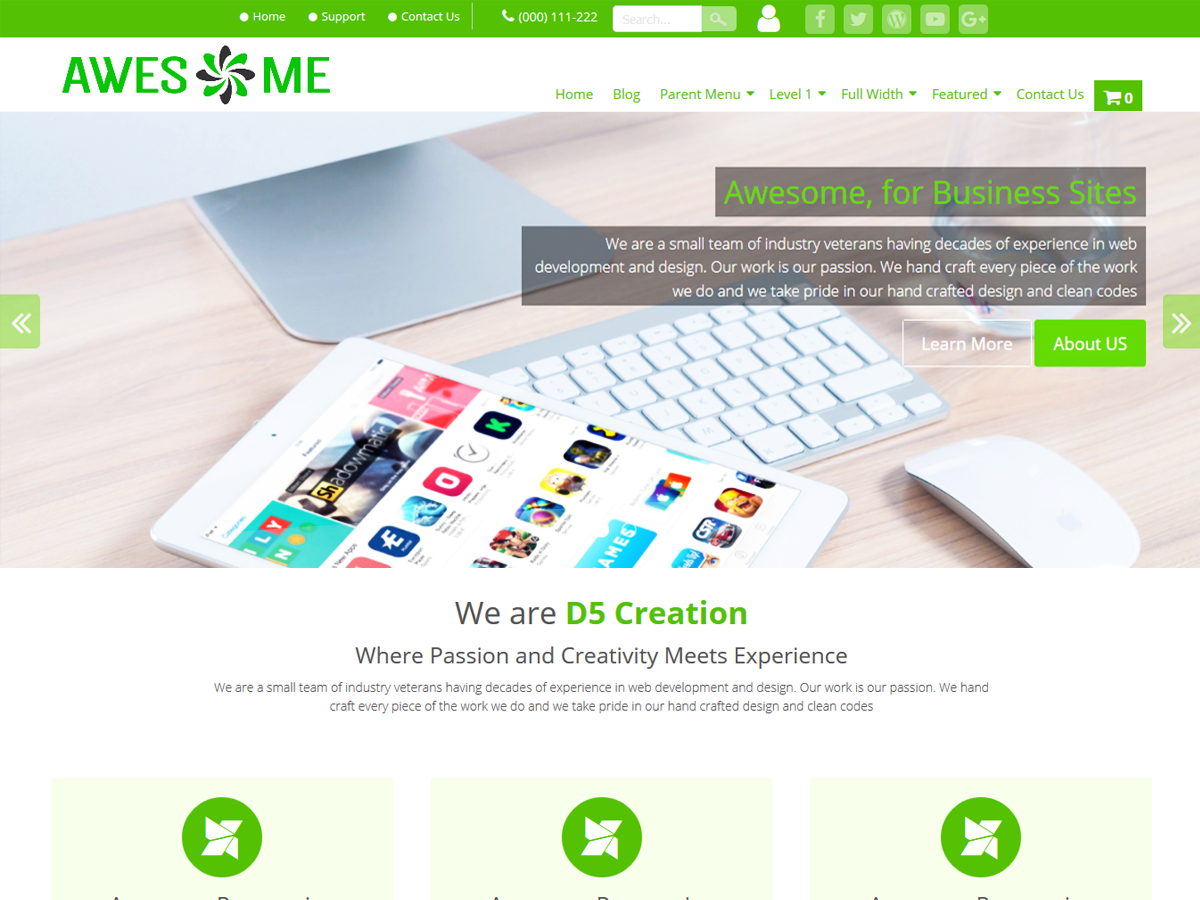 Home Support Contact Us (000) 111-222 Search...
AWES ME
Home Blog Parent Menu Level 1 Full Width Featured Contact Us 0
Awesome, for Business Sites
We are a small team of industry veterans having decades of experience in web
development and design. Our work is our passion. We hand craft every piece of the work
we do and we take pride in our hand crafted design and clean codes
Learn More About US
Shadowmatic
GAMES
CSR
We are D5 Creation
Where Passion and Creativity Meets Experience
We are a small team of industry veterans having decades of experience in web development and design. Our work is our passion. We hand
craft every piece of the work we do and we take pride in our hand crafted design and clean codes